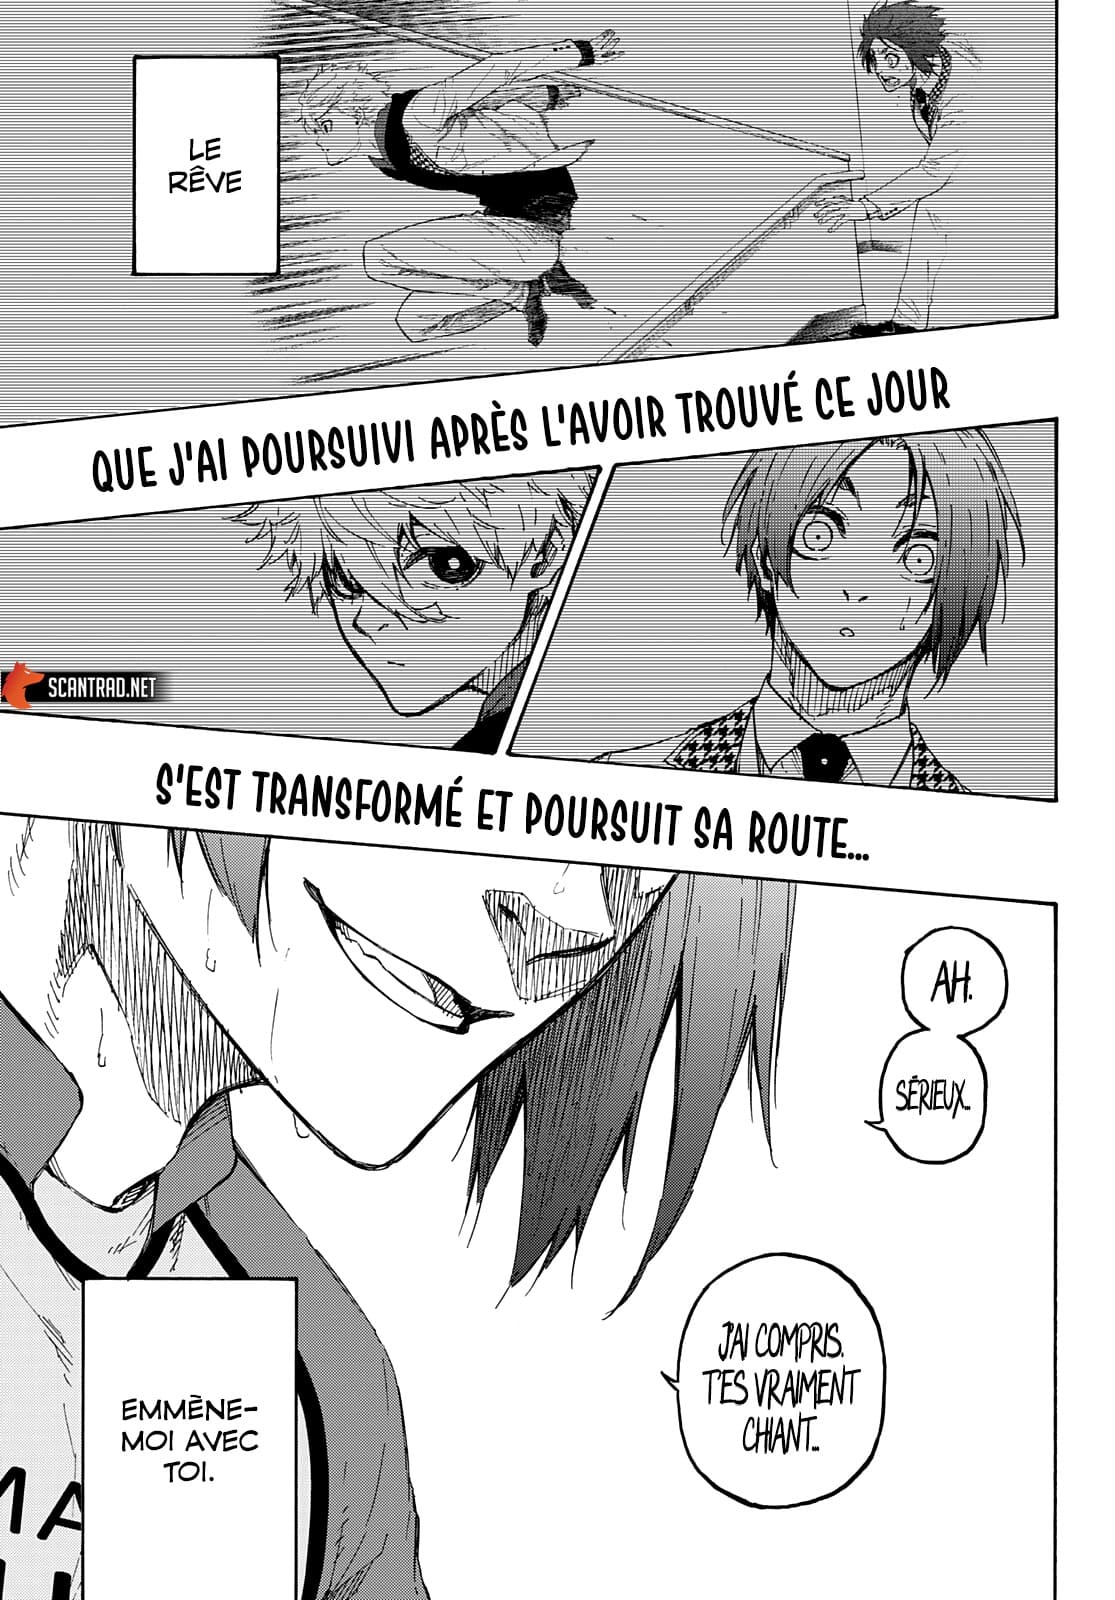 LE
RÊVE
QUE J'AI POURSUIVI APRÈS L'AVOIR TROUVÉ CE JOUR
SCANTRAD.NET
S'EST TRANSFORMÉ ET POURSUIT SA ROUTE...
AH.
SÉRIEUX...
J'AI COMPRIS.
T'ES VRAIMENT
CHIANT...
EMMÈNE-
MOI AVEC
TOI.
MA